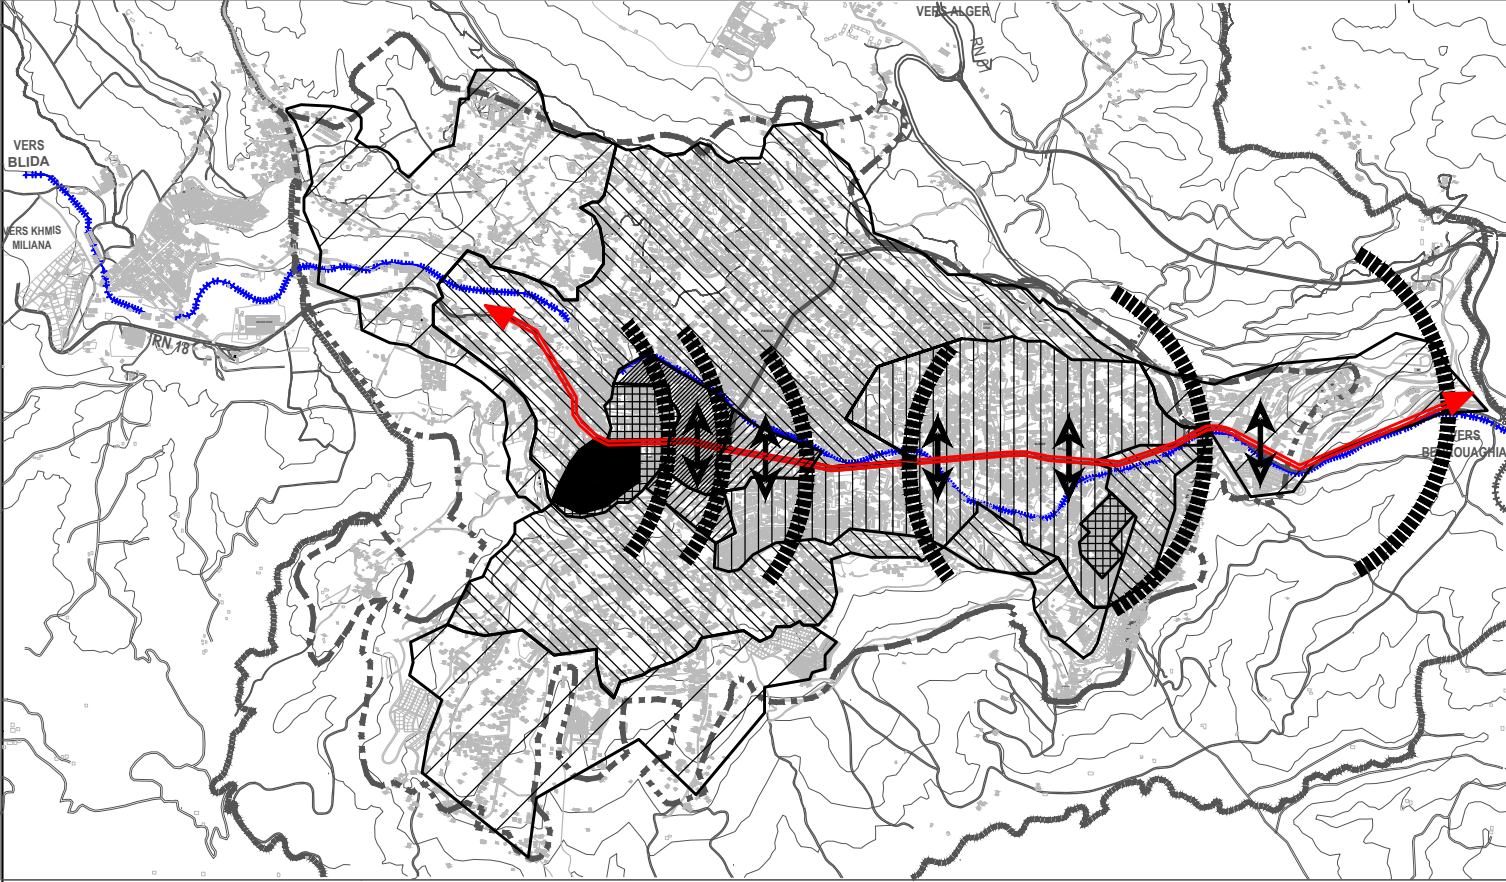 VERS ALGER
RN 1
VERS
BLIDA
VERS KHMIS
MILIANA
RN 18
VERS
BERROUAGHIA